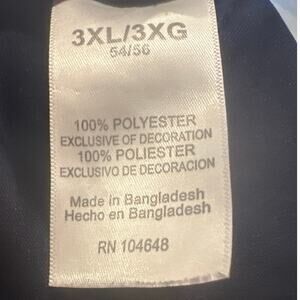 3XL/3XG
54/56
100% POLYESTER
EXCLUSIVE OF DECORATION
100% POLIESTER
EXCLUSIVO DE DECORACION
Made in Bangladesh
Hecho en Bangladesh
RN 104648